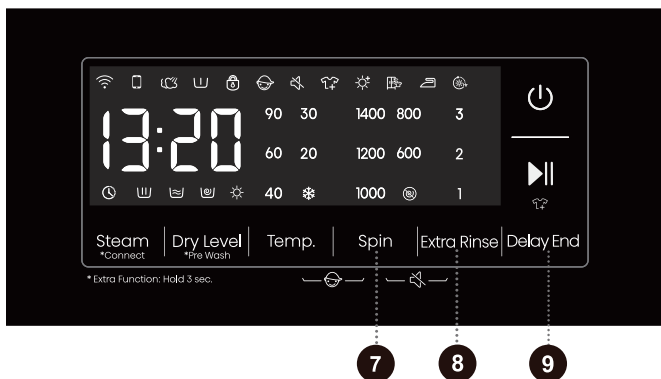 13:20
90 30 1400 800 3
60 20 1200 600 2
40 1000 1
Steam Dry Level Temp. Spin Extra Rinse Delay End
*Connect *Pre Wash
* Extra Function: Hold 3 sec.
7 8 9